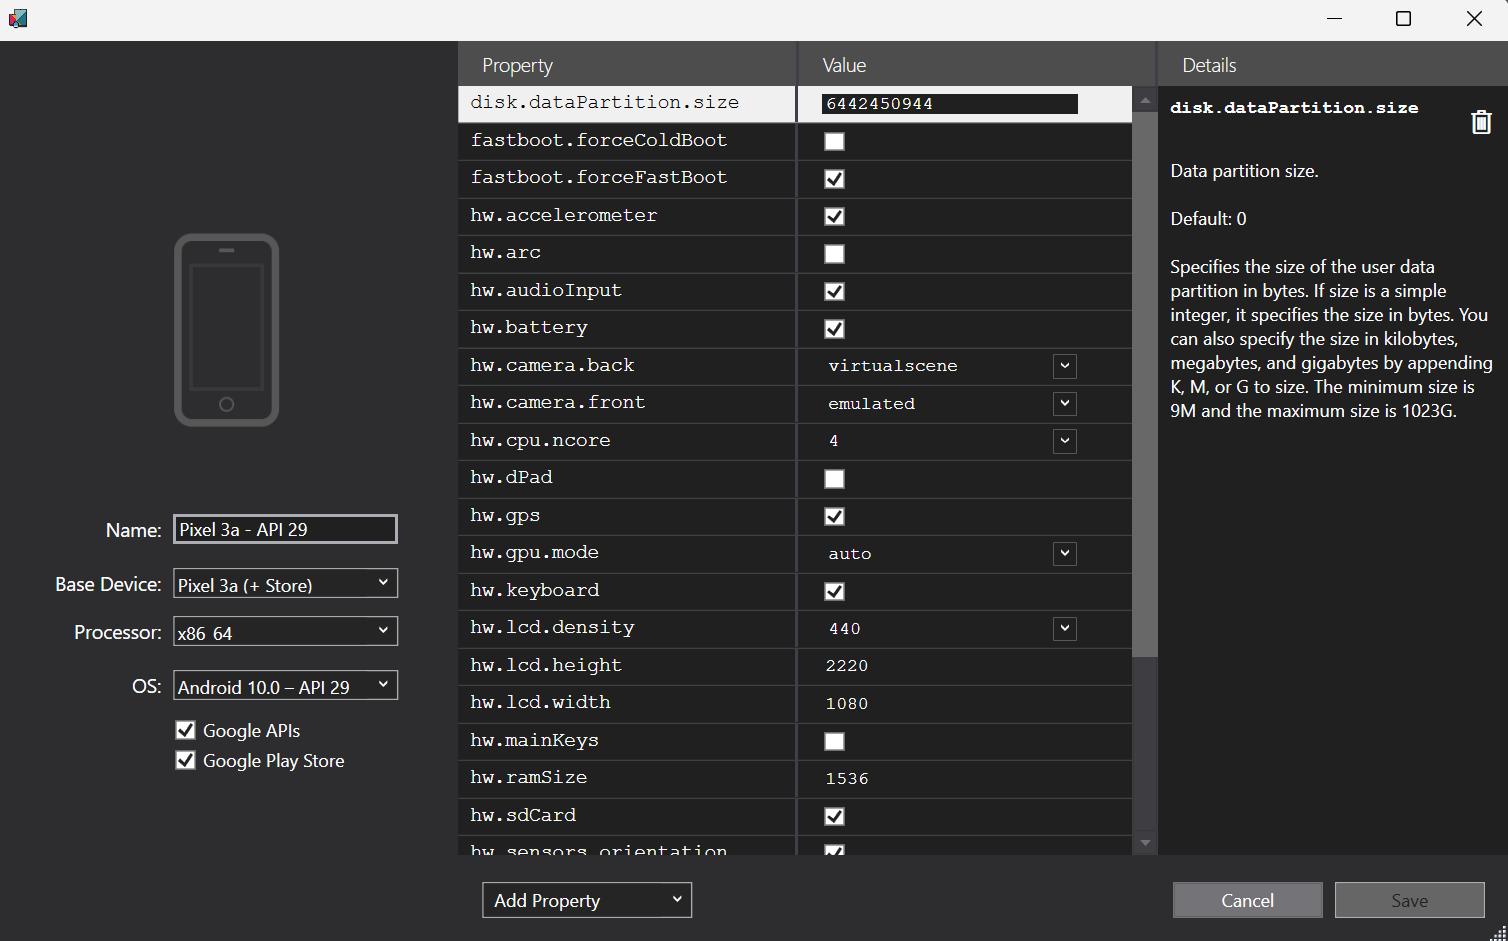 Property Value Details
disk.dataPartition.size 6442450944
fastboot.forceColdBoot
fastboot.forceFastBoot
hw.accelerometer
hw.arc
hw.audioInput
hw.battery
hw.camera.back virtualscene
hw.camera.front emulated
hw.cpu.ncore 4
hw.dPad
hw.gps
hw.gpu.mode auto
hw.keyboard
hw.lcd.density 440
hw.lcd.height 2220
hw.lcd.width 1080
hw.mainKeys
hw.ramSize 1536
hw.sdCard
hw.sensors.orientation
Name: Pixel 3a - API 29
Base Device: Pixel 3a (+ Store)
Processor: x86_64
OS: Android 10.0 – API 29
Google APIs
Google Play Store
disk.dataPartition.size
Data partition size.
Default: 0
Specifies the size of the user data
partition in bytes. If size is a simple
integer, it specifies the size in bytes. You
can also specify the size in kilobytes,
megabytes, and gigabytes by appending
K, M, or G to size. The minimum size is
9M and the maximum size is 1023G.
Add Property
Cancel Save